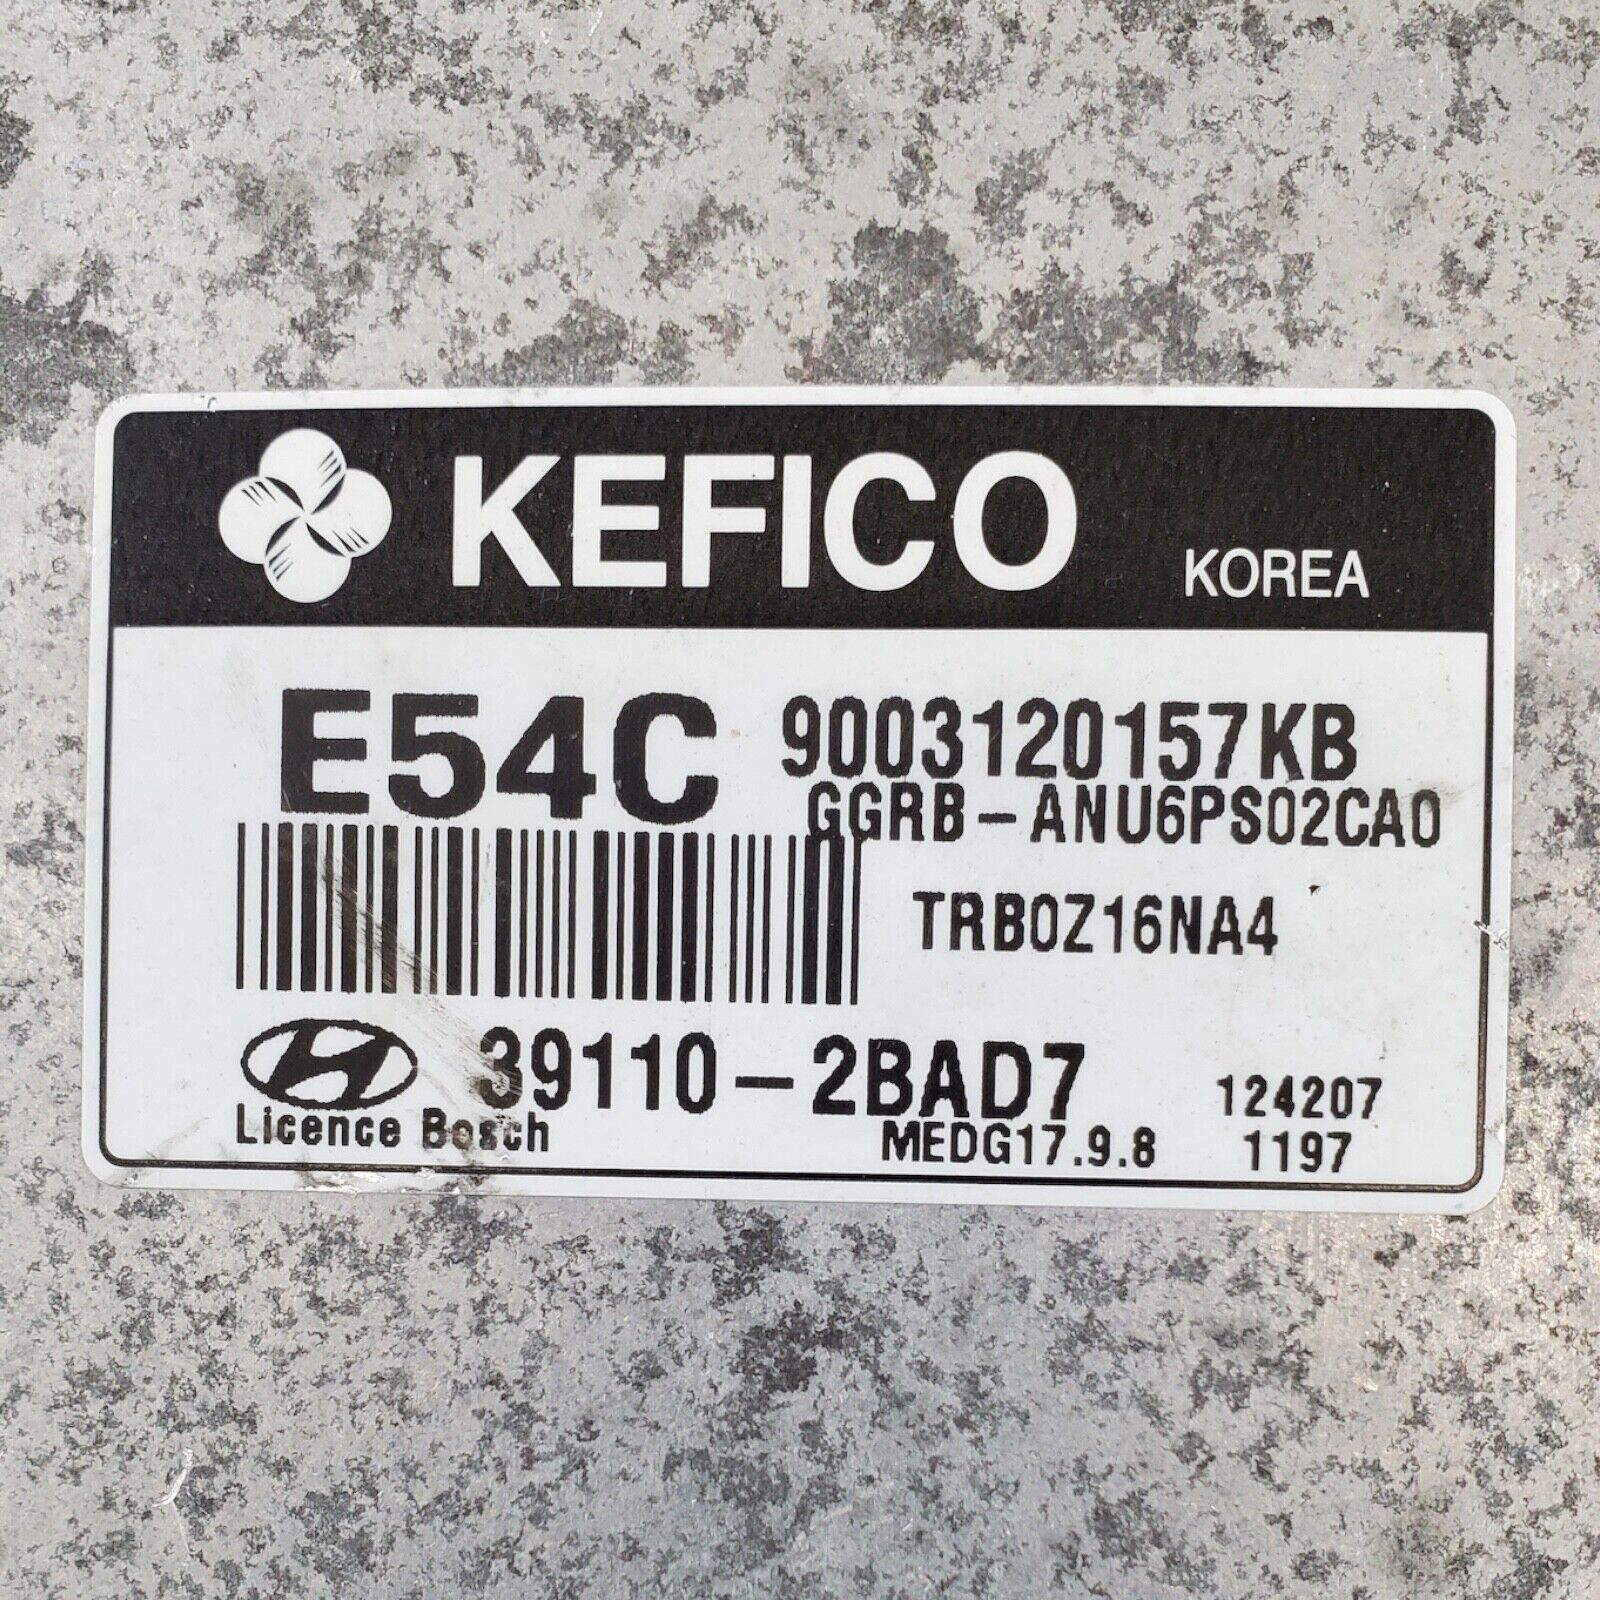 KEFICO KOREA
E54C 9003120157KB
GGRB-ANU6PS02CA0
TRB0Z16NA4
39110-2BAD7 124207
Licence Bosch MEDG17.9.8 1197